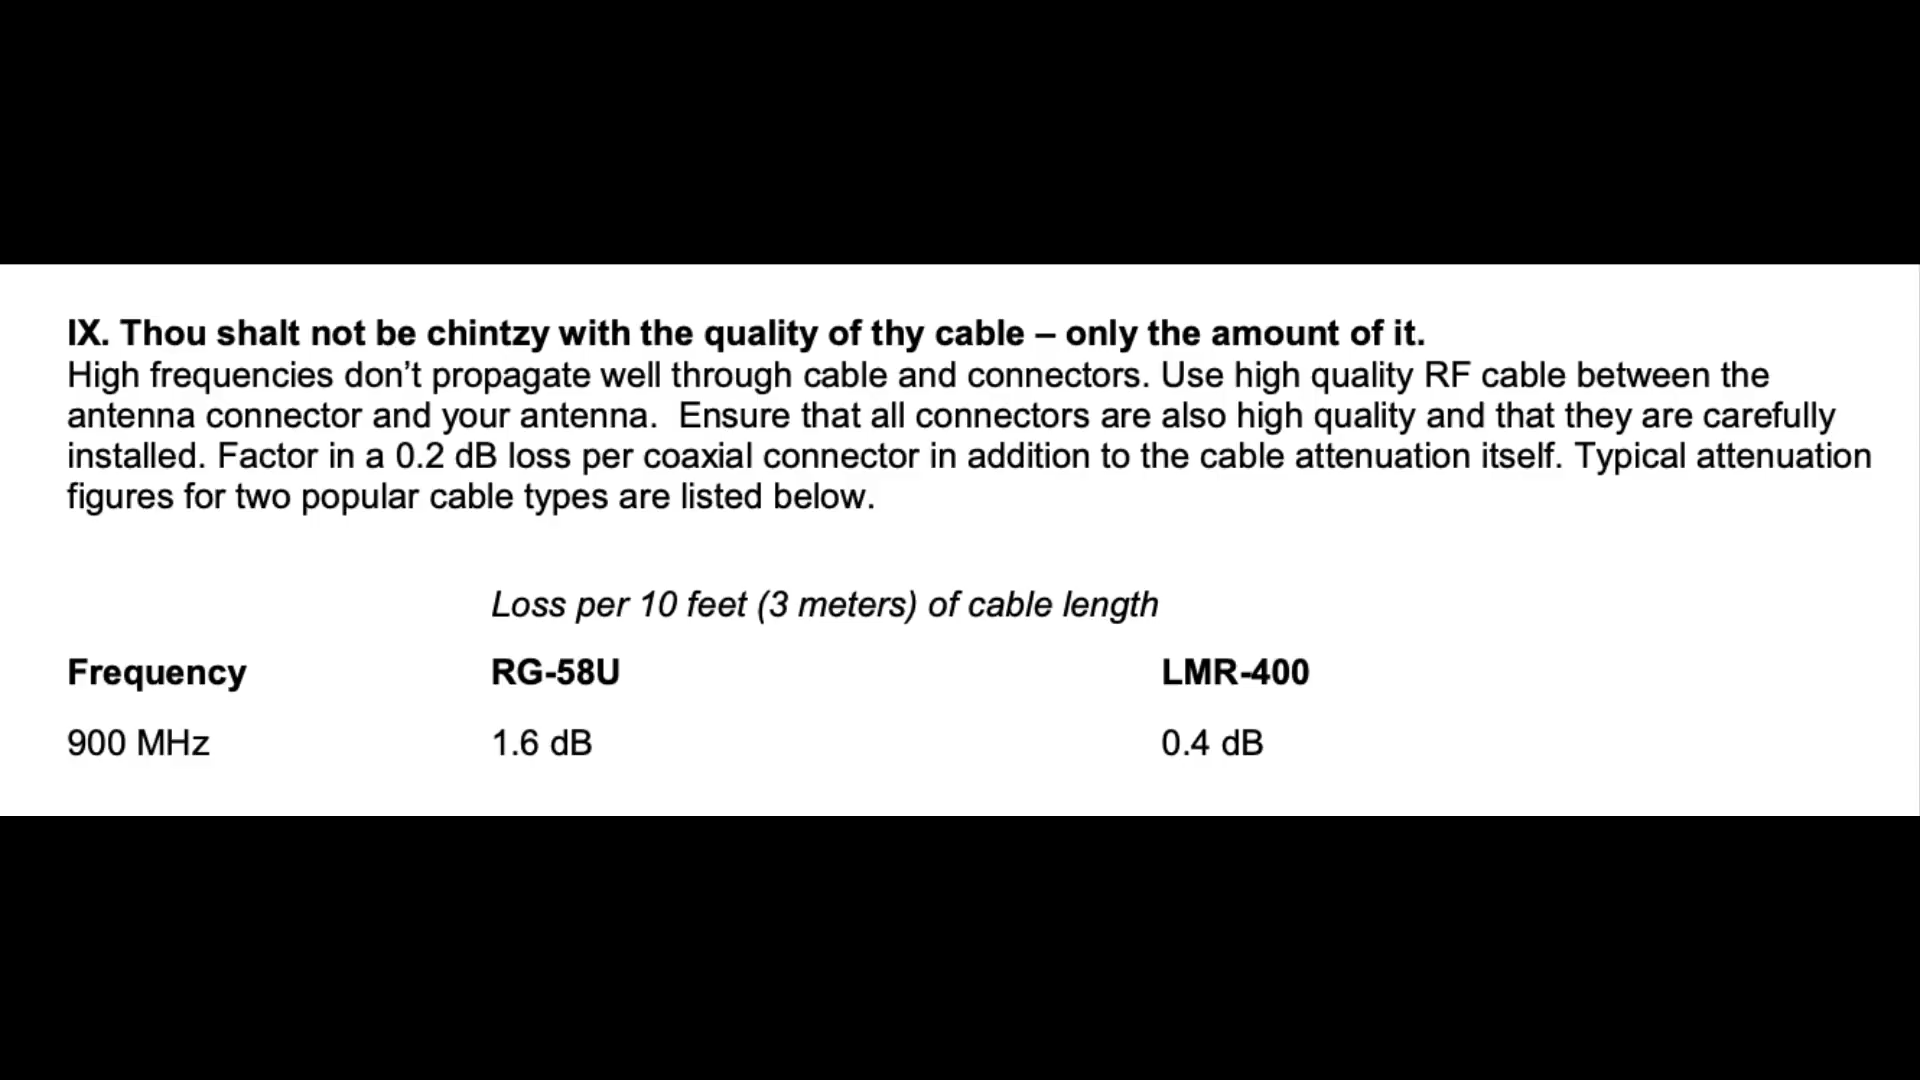 IX. Thou shalt not be chintzy with the quality of thy cable – only the amount of it.
High frequencies don’t propagate well through cable and connectors. Use high quality RF cable between the
antenna connector and your antenna.  Ensure that all connectors are also high quality and that they are carefully
installed. Factor in a 0.2 dB loss per coaxial connector in addition to the cable attenuation itself. Typical attenuation
figures for two popular cable types are listed below.
Loss per 10 feet (3 meters) of cable length
Frequency RG-58U LMR-400
900 MHz 1.6 dB 0.4 dB